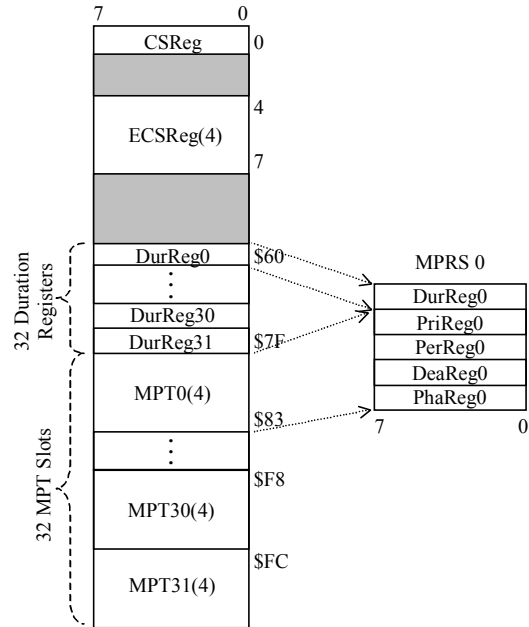 7 0
CSReg 0
4
ECSReg(4)
7
DurReg0 $60
⋮
DurReg30
DurReg31 $7F
MPT0(4)
$83
⋮
$F8
MPT30(4)
$FC
MPT31(4)
32 Duration
Registers
32 MPT Slots
MPRS 0
DurReg0
PriReg0
PerReg0
DeaReg0
PhaReg0
7 0